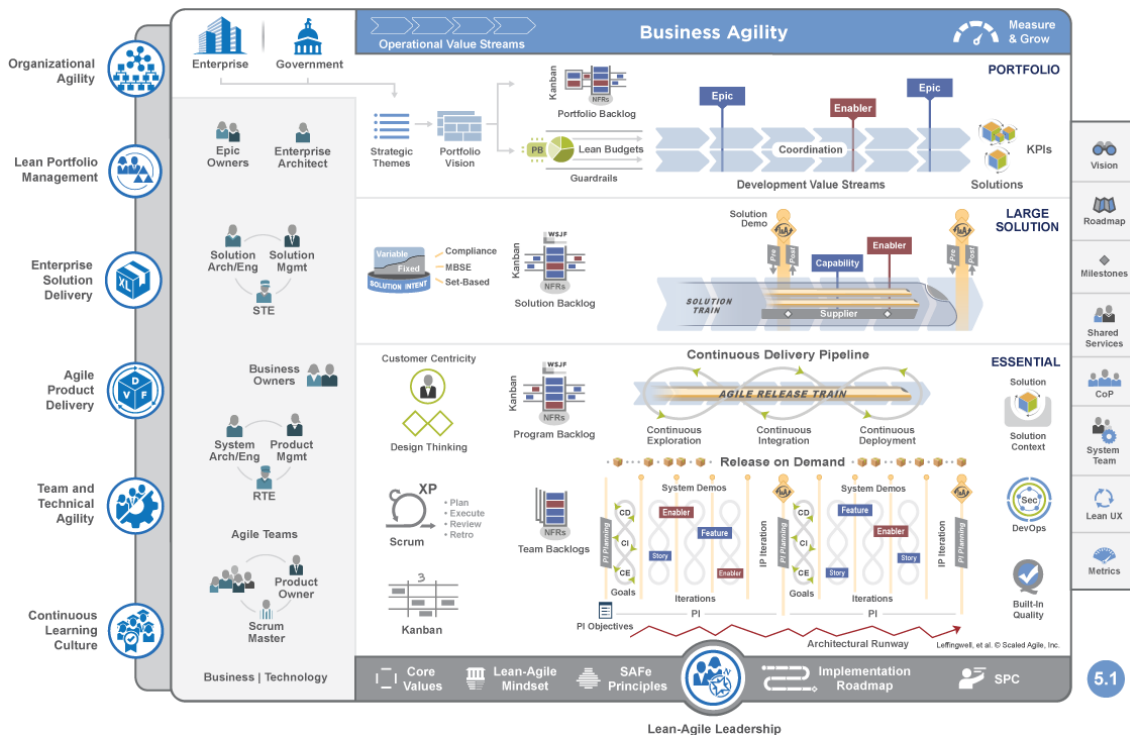 Organizational
Agility
Lean Portfolio
Management
Enterprise
Solution
Delivery
XL
Agile
Product
Delivery
D
V F
Team and
Technical
Agility
Continuous
Learning
Culture
Enterprise
Government
Operational Value Streams
Business Agility
Measure
& Grow
PORTFOLIO
Epic
Owners
Enterprise
Architect
Strategic
Themes
Portfolio
Vision
Kanban
NFRs
Portfolio Backlog
PB
Lean Budgets
Guardrails
Epic
Enabler
Epic
Coordination
Development Value Streams
KPIs
Solutions
LARGE
SOLUTION
Solution
Arch/Eng
Solution
Mgmt
STE
Variable
Fixed
SOLUTION INTENT
Compliance
MBSE
Set-Based
WSJF
Kanban
NFRs
Solution Backlog
Solution
Demo
I&A
Pre
Post
Capability
Enabler
I&A
Pre
Post
SOLUTION
TRAIN
Supplier
ESSENTIAL
Business
Owners
System
Arch/Eng
Product
Mgmt
RTE
Agile Teams
Product
Owner
Scrum
Master
Business | Technology
Customer Centricity
Design Thinking
WSJF
Kanban
NFRs
Program Backlog
Continuous Delivery Pipeline
AGILE RELEASE TRAIN
Continuous
Exploration
Continuous
Integration
Continuous
Deployment
Solution
Context
Release on Demand
XP
Scrum
• Plan
• Execute
• Review
• Retro
NFRs
Team Backlogs
System Demos
I&A
System Demos
I&A
PI Planning
CD
CI
CE
Goals
Enabler
Feature
Story
Enabler
Iterations
IP Iteration
PI Planning
CD
CI
CE
Goals
Feature
Enabler
Story
Story
Iterations
IP Iteration
PI Planning
Sec
DevOps
3
Kanban
PI Objectives
PI
PI
Architectural Runway
Built-In
Quality
Leffingwell, et al. © Scaled Agile, Inc.
Core
Values
Lean-Agile
Mindset
SAFe
Principles
N
Implementation
Roadmap
SPC
Lean-Agile Leadership
Vision
Roadmap
Milestones
Shared
Services
CoP
System
Team
Lean UX
Metrics
5.1